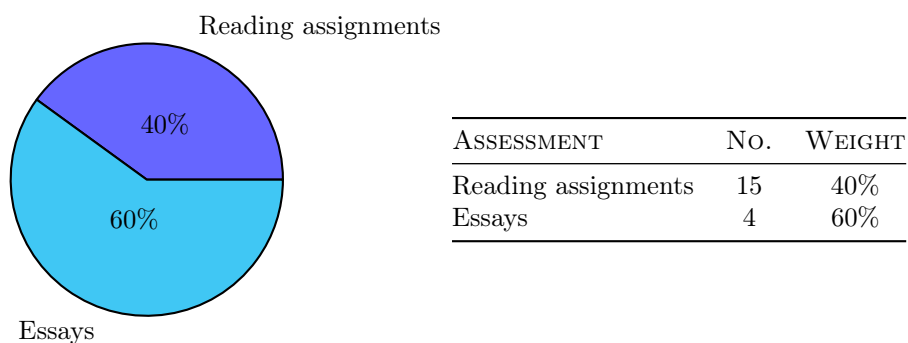 Reading assignments
40%
60%
Essays
ASSESSMENT NO. WEIGHT
Reading assignments 15 40%
Essays 4 60%